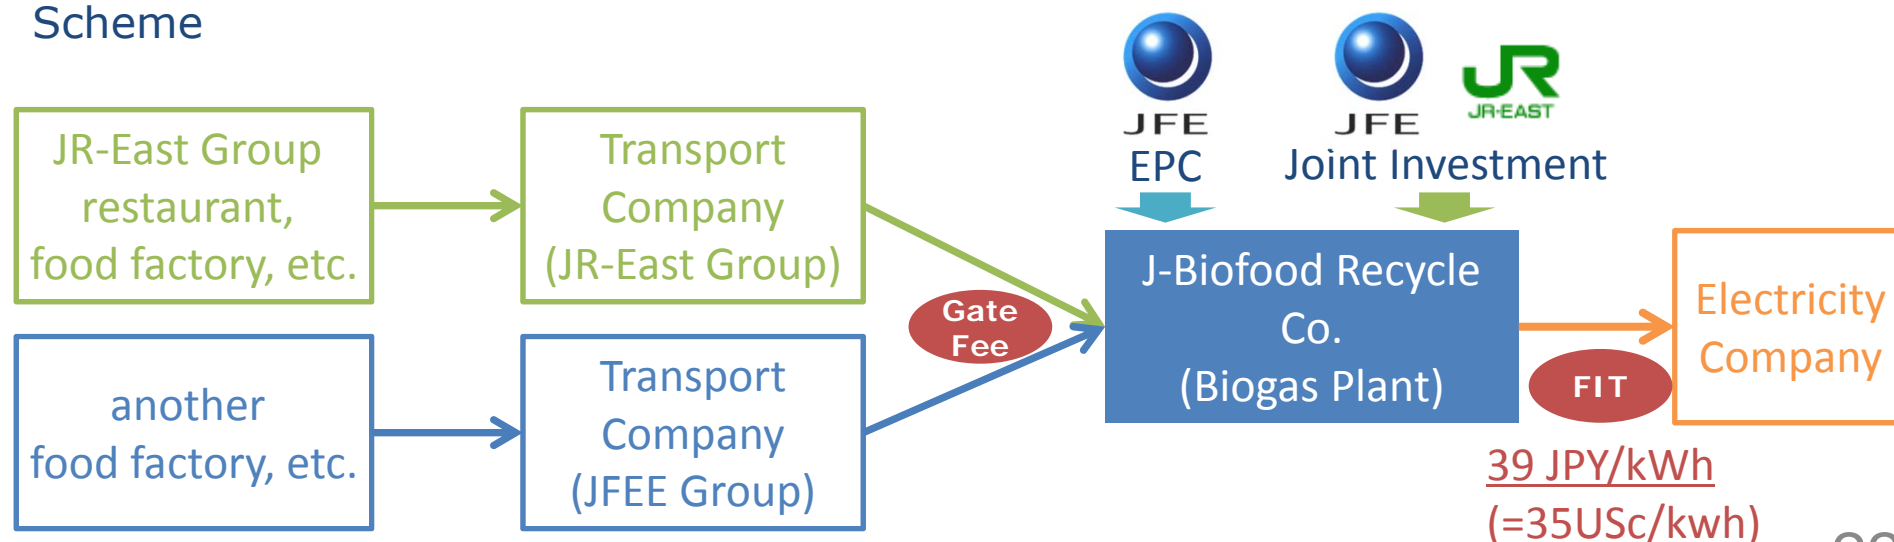 Scheme
JR-East Group
restaurant,
food factory, etc.
Transport
Company
(JR-East Group)
another
food factory, etc.
Transport
Company
(JFEE Group)
Gate
Fee
JFE
EPC
JFE
JR
JR-EAST
Joint Investment
J-Biofood Recycle
Co.
(Biogas Plant)
FIT
39 JPY/kWh
(=35USc/kwh)
Electricity
Company